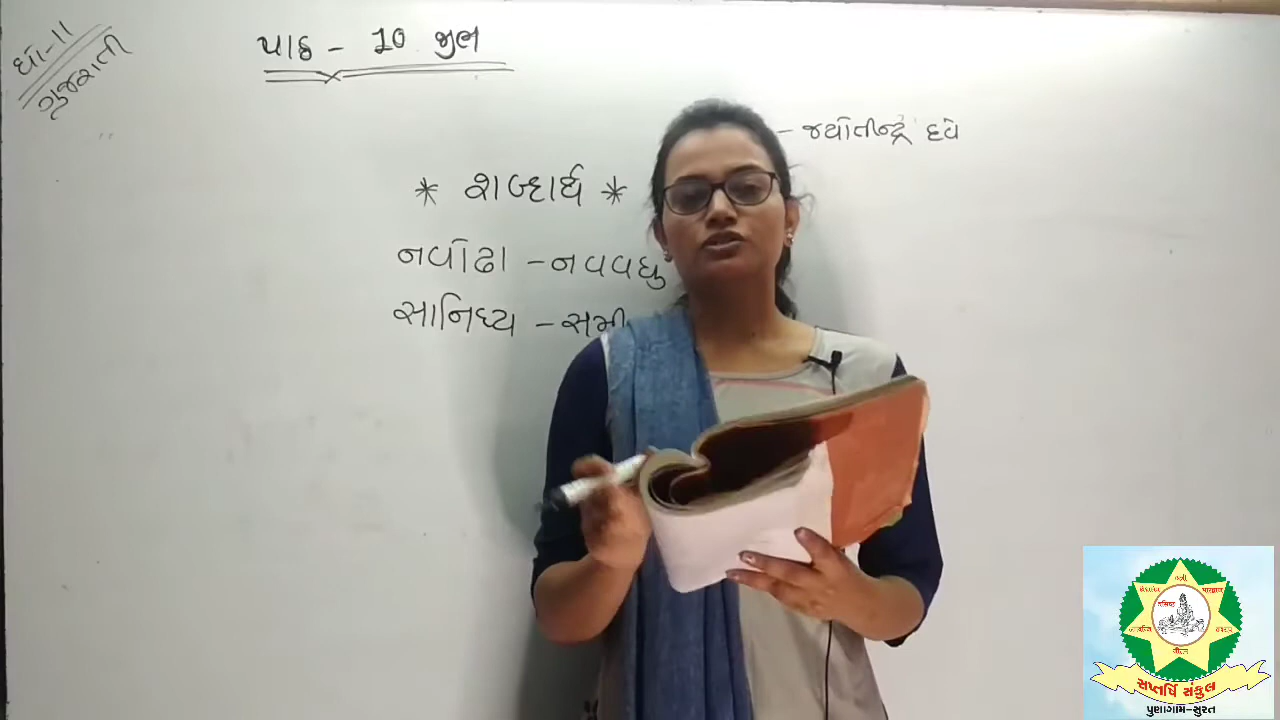 ધો-11
ગુજરાતી
પાઠ - 10 જીભ
- જ્યોતીન્દ્ર દવે
* શબ્દાર્થ *
નવોઢા - નવવધુ
સાનિધ્ય - સમી
સપ્તર્ષિ સંકુલ
પુણાગામ-સુરત